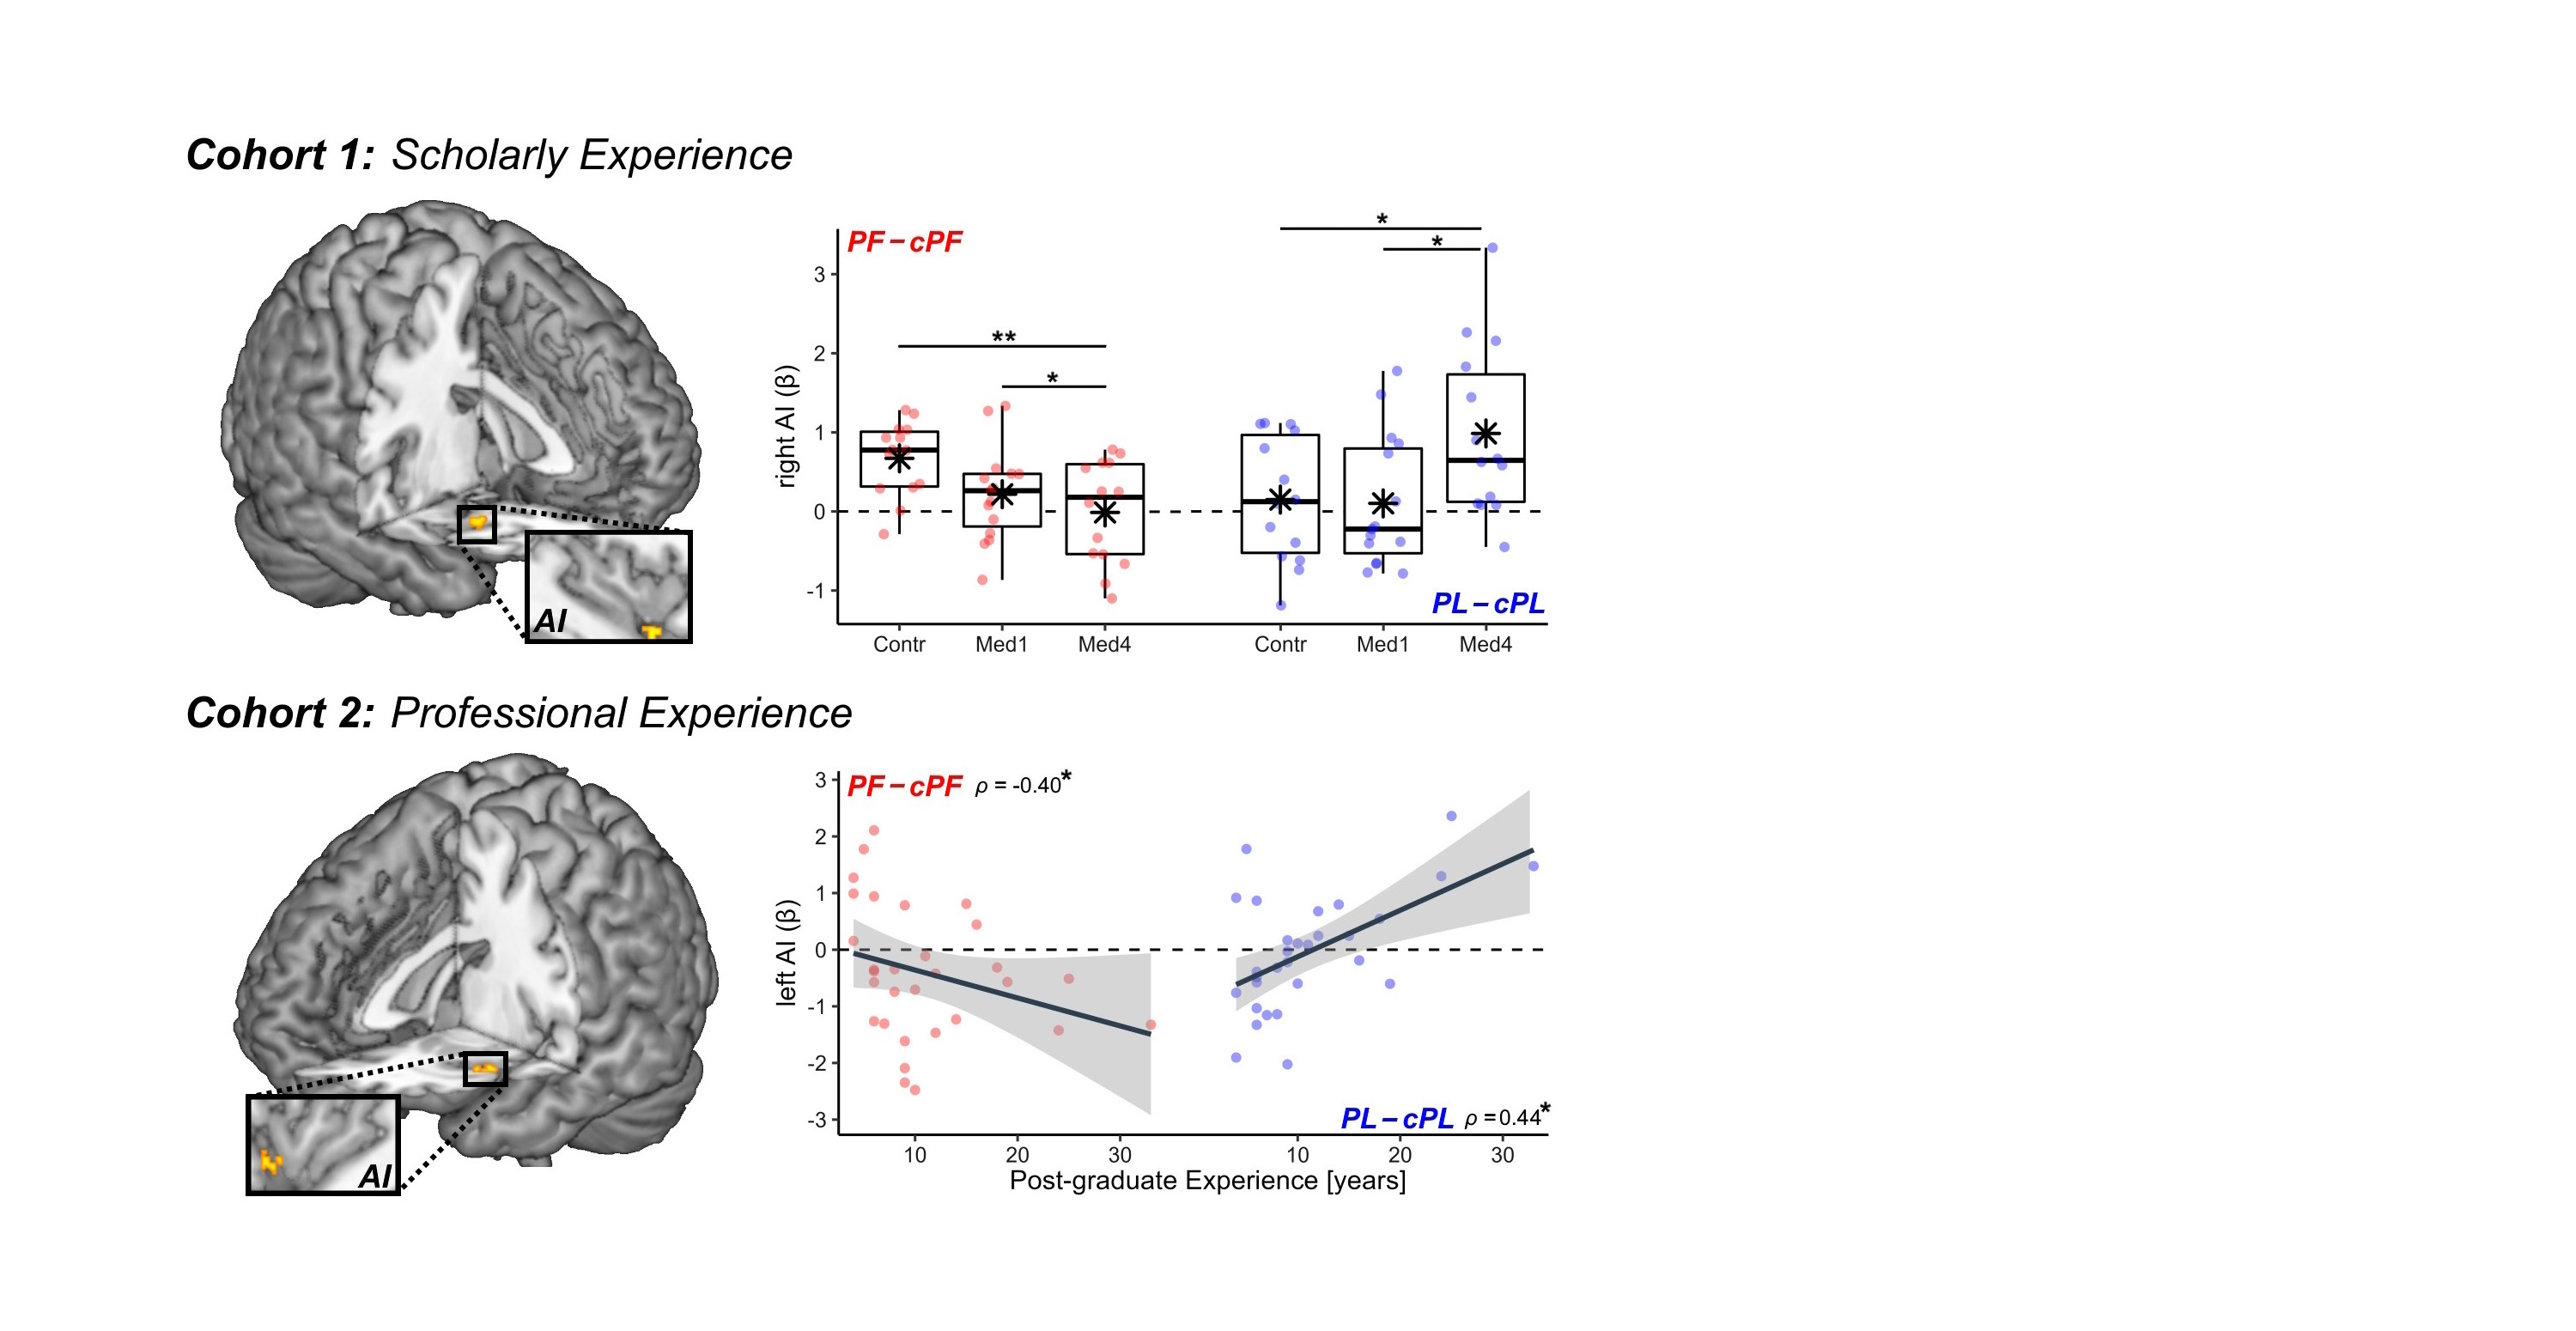 Cohort 1: Scholarly Experience
AI
right AI (β)
PF – cPF
3
2
1
0
-1
**
*
*
*
Contr Med1 Med4 Contr Med1 Med4
PL – cPL
Cohort 2: Professional Experience
AI
left AI (β)
PF – cPF ρ = -0.40*
3
2
1
0
-1
-2
-3
PL – cPL ρ =0.44*
10 20 30 10 20 30
Post-graduate Experience [years]